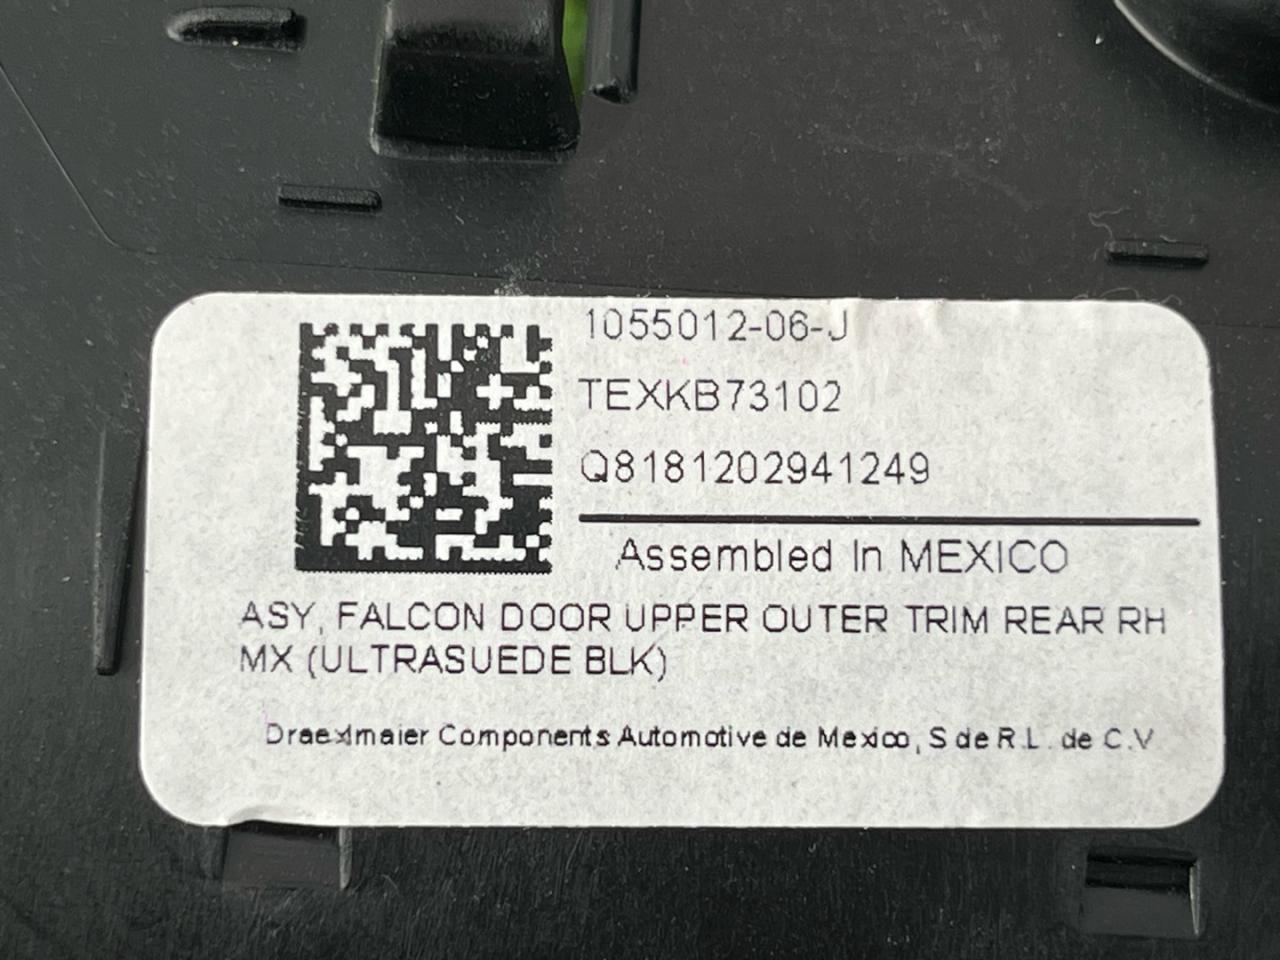 1055012-06-J
TEXKB73102
Q8181202941249
Assembled In MEXICO
ASY, FALCON DOOR UPPER OUTER TRIM REAR RH
MX (ULTRASUEDE BLK)
Draexlmaier Components Automotive de Mexico, S de R.L. de C.V